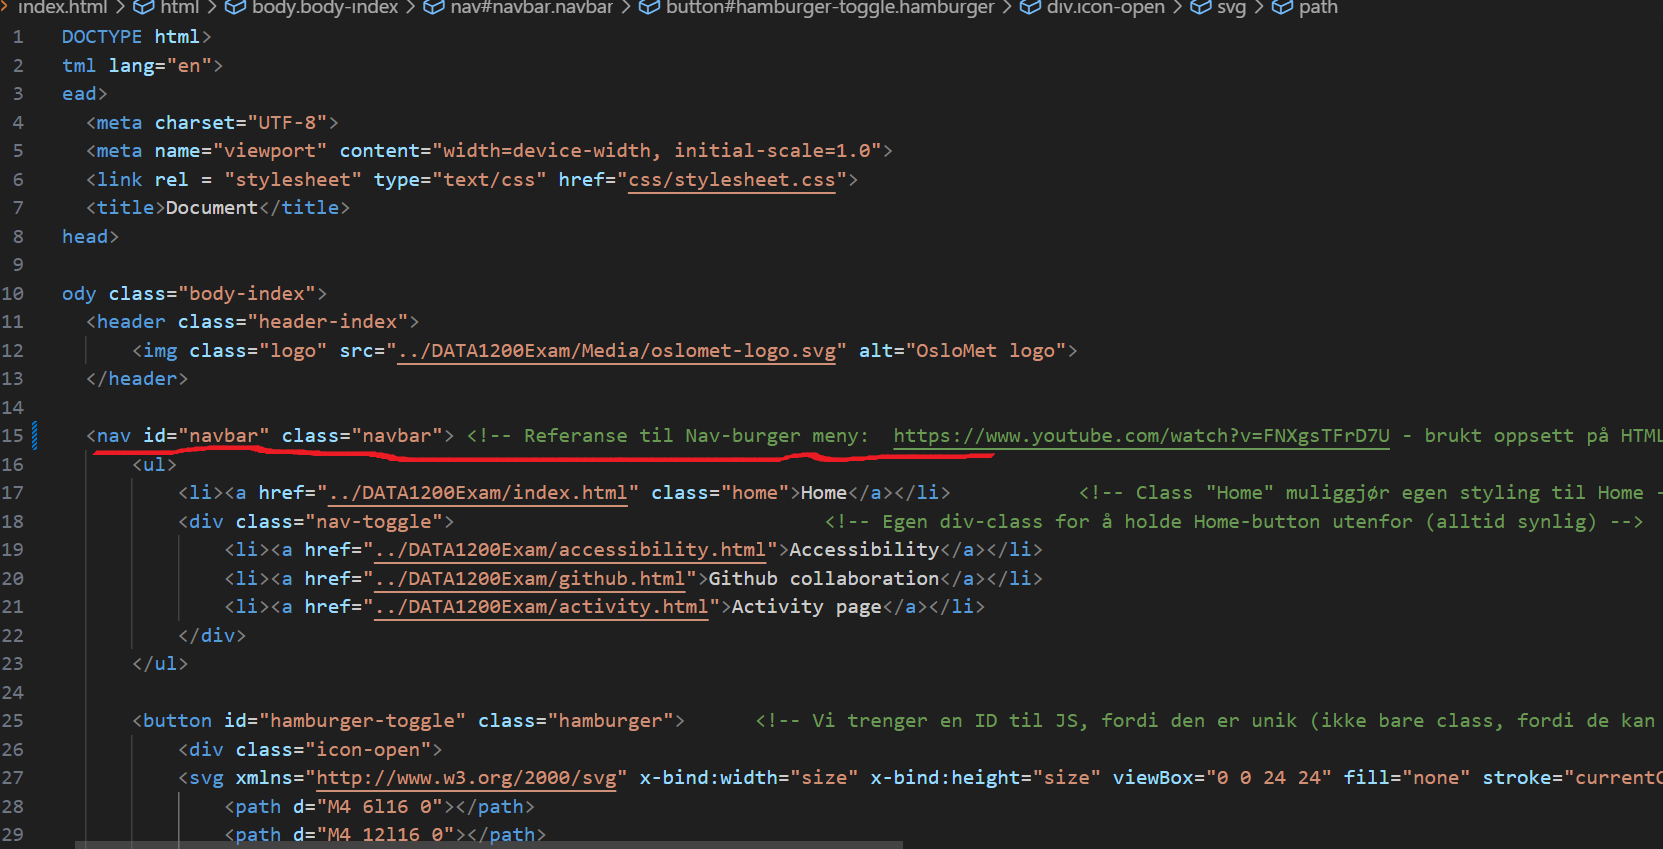 index.html > html > body.body-index > nav#navbar.navbar > button#hamburger-toggle.hamburger > div.icon-open > svg > path
1 DOCTYPE html>
2 tml lang="en">
3 ead>
4 <meta charset="UTF-8">
5 <meta name="viewport" content="width=device-width, initial-scale=1.0">
6 <link rel = "stylesheet" type="text/css" href="css/stylesheet.css">
7 <title>Document</title>
8 head>
9
10 ody class="body-index">
11 <header class="header-index">
12 <img class="logo" src="../DATA1200Exam/Media/oslomet-logo.svg" alt="OsloMet logo">
13 </header>
14
15 <nav id="navbar" class="navbar"> <!-- Referanse til Nav-burger meny:  https://www.youtube.com/watch?v=FNXgsTFrD7U - brukt oppsett på HTML
16 <ul>
17 <li><a href="../DATA1200Exam/index.html" class="home">Home</a></li> <!-- Class "Home" muliggjør egen styling til Home -
18 <div class="nav-toggle"> <!-- Egen div-class for å holde Home-button utenfor (alltid synlig) -->
19 <li><a href="../DATA1200Exam/accessibility.html">Accessibility</a></li>
20 <li><a href="../DATA1200Exam/github.html">Github collaboration</a></li>
21 <li><a href="../DATA1200Exam/activity.html">Activity page</a></li>
22 </div>
23 </ul>
24
25 <button id="hamburger-toggle" class="hamburger"> <!-- Vi trenger en ID til JS, fordi den er unik (ikke bare class, fordi de kan
26 <div class="icon-open">
27 <svg xmlns="http://www.w3.org/2000/svg" x-bind:width="size" x-bind:height="size" viewBox="0 0 24 24" fill="none" stroke="currentC
28 <path d="M4 6l16 0"></path>
29 <path d="M4 12l16 0"></path>